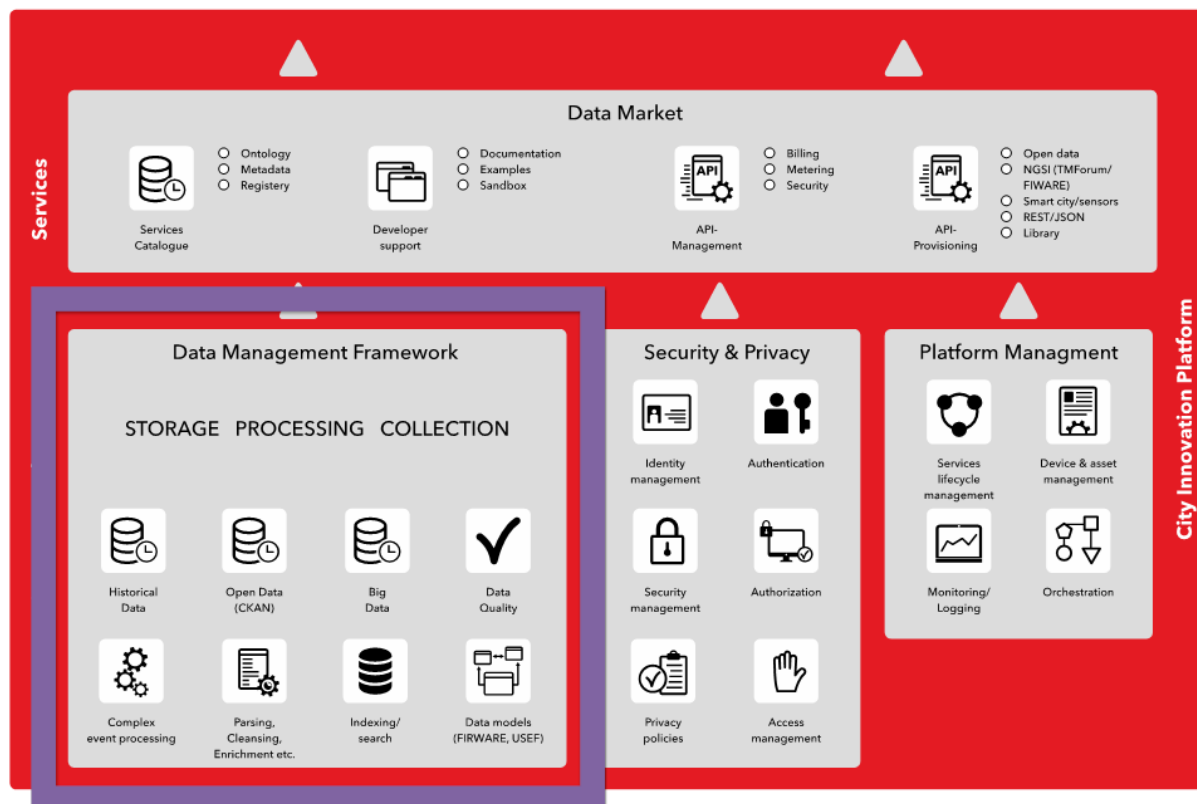 Services
City Innovation Platform
Data Market
Services
Catalogue
Ontology
Metadata
Registery
Developer
support
Documentation
Examples
Sandbox
API
API-
Management
Billing
Metering
Security
API
API-
Provisioning
Open data
NGSI (TMForum/
FIWARE)
Smart city/sensors
REST/JSON
Library
Data Management Framework
STORAGE PROCESSING COLLECTION
Historical
Data
Open Data
(CKAN)
Big
Data
Data
Quality
Complex
event processing
Parsing,
Cleansing,
Enrichment etc.
Indexing/
search
Data models
(FIRWARE, USEF)
Security & Privacy
Identity
management
Authentication
Security
management
Authorization
Privacy
policies
Access
management
Platform Managment
Services
lifecycle
management
Device & asset
management
Monitoring/
Logging
Orchestration